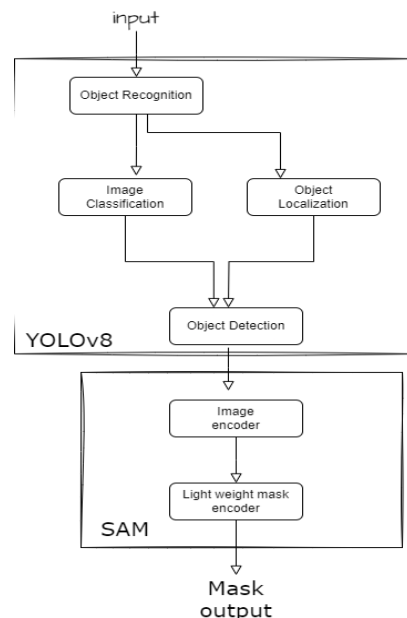 input
Object Recognition
Image
Classification
Object
Localization
Object Detection
YOLOv8
Image
encoder
Light weight mask
encoder
SAM
Mask
output